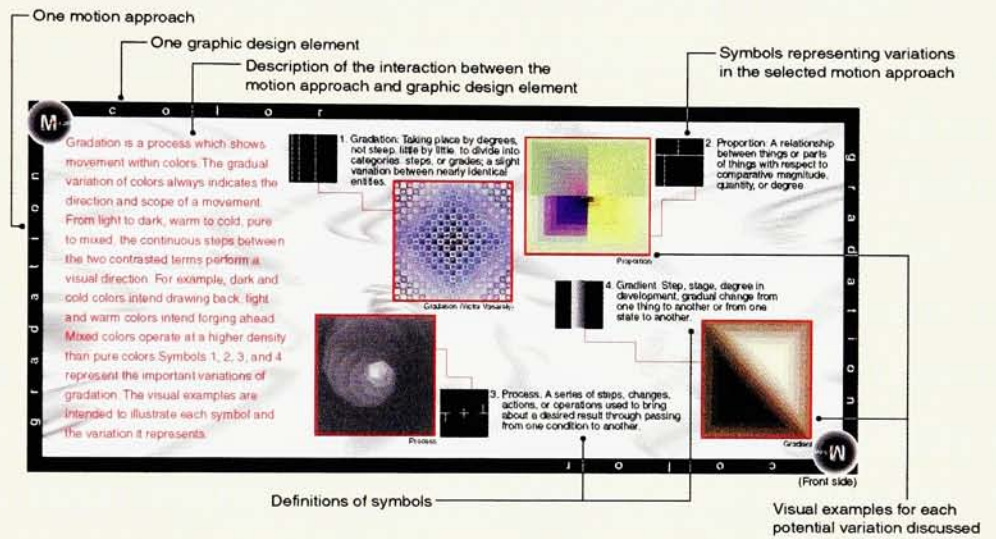 One motion approach
One graphic design element
Description of the interaction between the
motion approach and graphic design element
Symbols representing variations
in the selected motion approach
M
color
gradation
Gradation is a process which shows
movement within colors. The gradual
variation of colors always indicates the
direction and scope of a movement.
From light to dark, warm to cold, pure
to mixed, the continuous steps between
the two contrasted terms perform a
visual direction. For example, dark and
cold colors intend drawing back, light
and warm colors intend forging ahead.
Mixed colors operate at a higher density
than pure colors. Symbols 1, 2, 3, and 4
represent the important variations of
gradation. The visual examples are
intended to illustrate each symbol and
the variation it represents.
1. Gradation: Taking place by degrees,
not steep, little by little, to divide into
categories, steps, or grades; a slight
variation between nearly identical
entities.
Gradation (Victor Vasarely)
2. Proportion: A relationship
between things or parts
of things with respect to
comparative magnitude,
quantity, or degree.
Proportion
4. Gradient: Step, stage, degree in
development, gradual change from
one thing to another or from one
state to another.
Gradient
3. Process: A series of steps, changes,
actions, or operations used to bring
about a desired result through passing
from one condition to another.
Process
gradation
color
M
(Front side)
Definitions of symbols
Visual examples for each
potential variation discussed